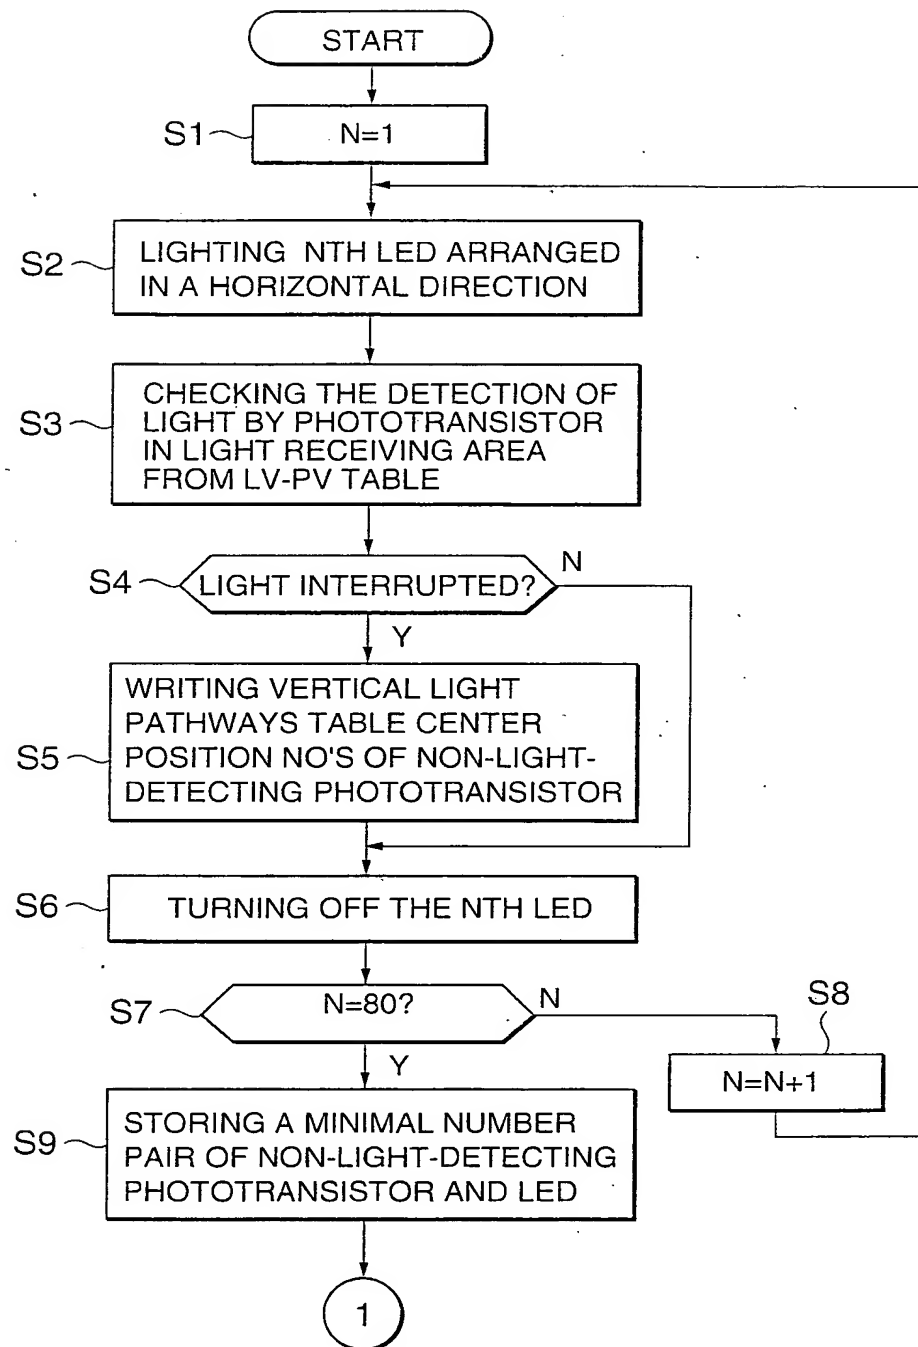 START
S1
N=1
S2
LIGHTING NTH LED ARRANGED
IN A HORIZONTAL DIRECTION
S3
CHECKING THE DETECTION OF
LIGHT BY PHOTOTRANSISTOR
IN LIGHT RECEIVING AREA
FROM LV-PV TABLE
S4
LIGHT INTERRUPTED?
N
Y
S5
WRITING VERTICAL LIGHT
PATHWAYS TABLE CENTER
POSITION NO'S OF NON-LIGHT-
DETECTING PHOTOTRANSISTOR
S6
TURNING OFF THE NTH LED
S7
N=80?
N
S8
N=N+1
Y
S9
STORING A MINIMAL NUMBER
PAIR OF NON-LIGHT-DETECTING
PHOTOTRANSISTOR AND LED
1